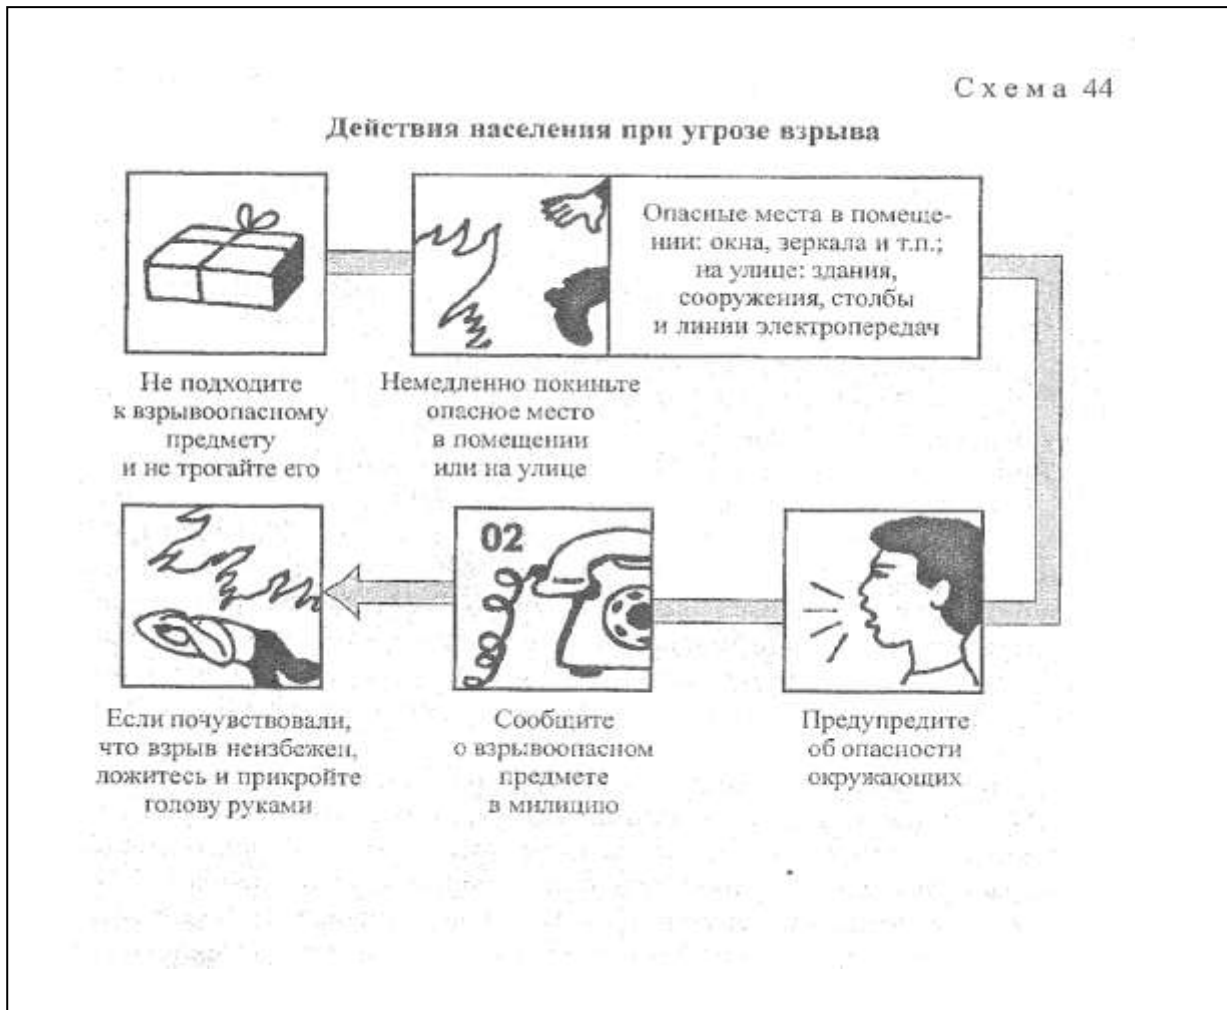 Схема 44
Действия населения при угрозе взрыва
Опасные места в помеще-
нии: окна, зеркала и т.п.;
на улице: здания,
сооружения, столбы
и линии электропередач
Не подходите
к взрывоопасному
предмету
и не трогайте его
Немедленно покиньте
опасное место
в помещении
или на улице
02
Если почувствовали,
что взрыв неизбежен,
ложитесь и прикройте
голову руками
Сообщите
о взрывоопасном
предмете
в милицию
Предупредите
об опасности
окружающих